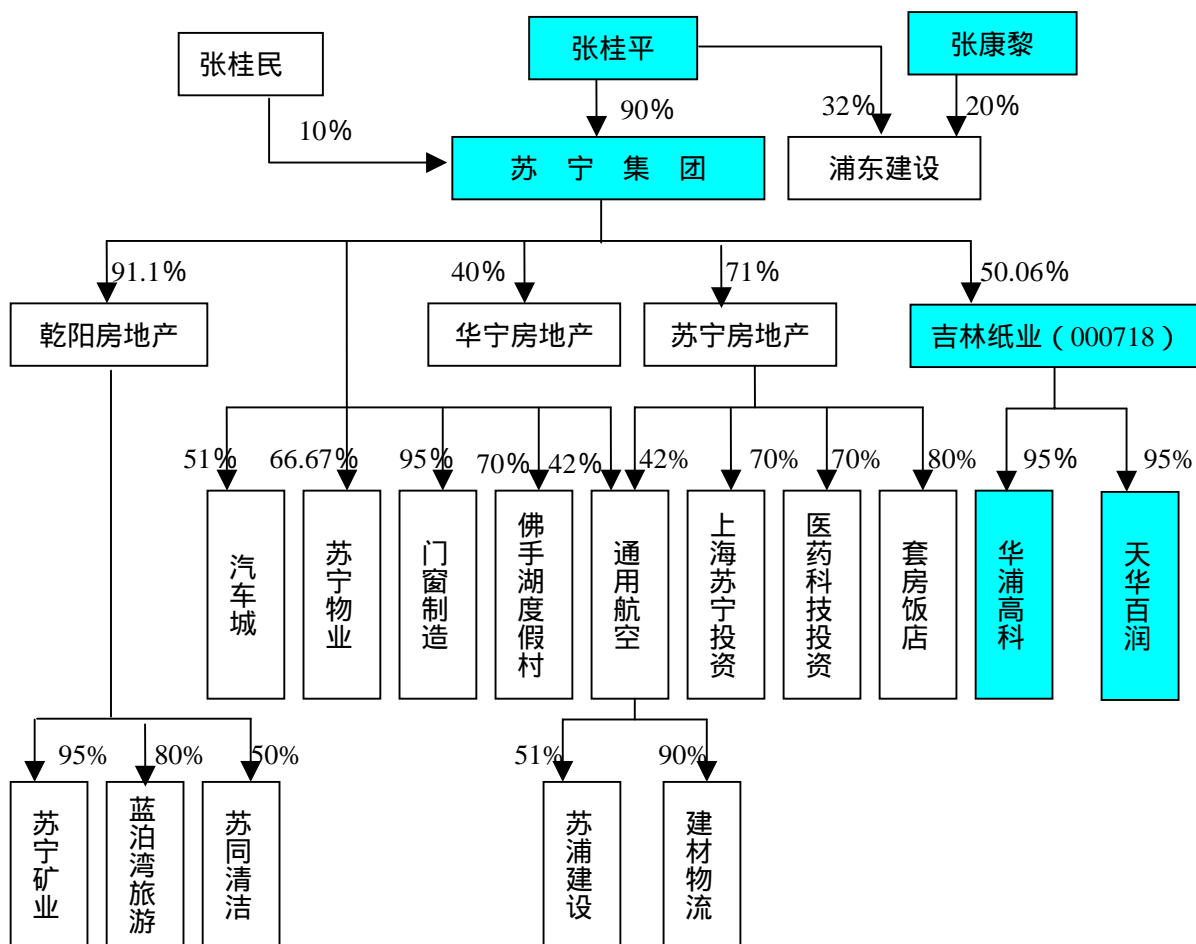 张桂民
张桂平
张康黎
10%
90%
32%
20%
苏 宁 集 团
浦东建设
91.1%
40%
71%
50.06%
乾阳房地产
华宁房地产
苏宁房地产
吉林纸业（000718）
51%
66.67%
95%
70%
42%
42%
70%
70%
80%
95%
95%
汽车城
苏宁物业
门窗制造
佛手湖度假村
通用航空
上海苏宁投资
医药科技投资
套房饭店
华浦高科
天华百润
95%
80%
50%
51%
90%
苏宁矿业
蓝泊湾旅游
苏同清洁
苏浦建设
建材物流